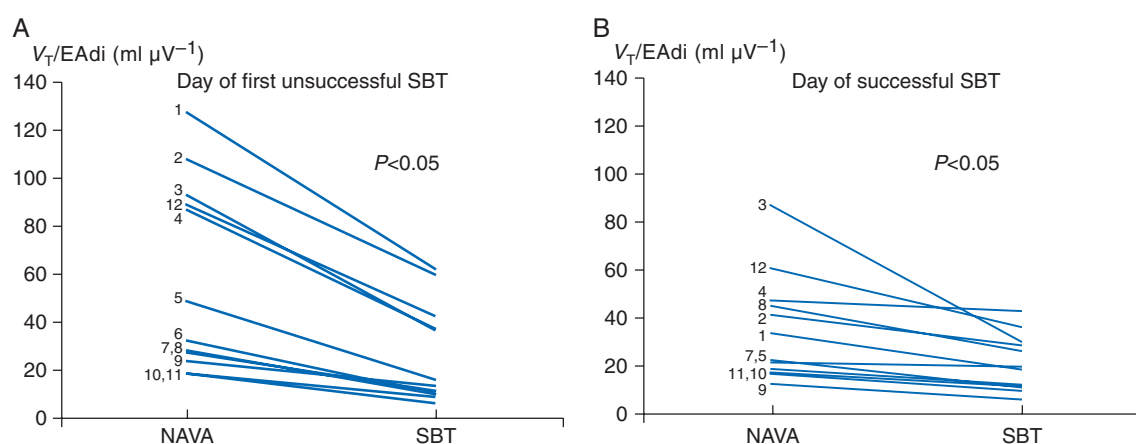 A
V_T/EAdi (ml μV⁻¹)
Day of first unsuccessful SBT
140
120
100
80
60
40
20
0
1
2
3
12
4
5
6
7,8
9
10,11
P<0.05
NAVA
SBT
B
V_T/EAdi (ml μV⁻¹)
Day of successful SBT
140
120
100
80
60
40
20
0
3
12
4
8
2
1
7,5
11,10
9
P<0.05
NAVA
SBT